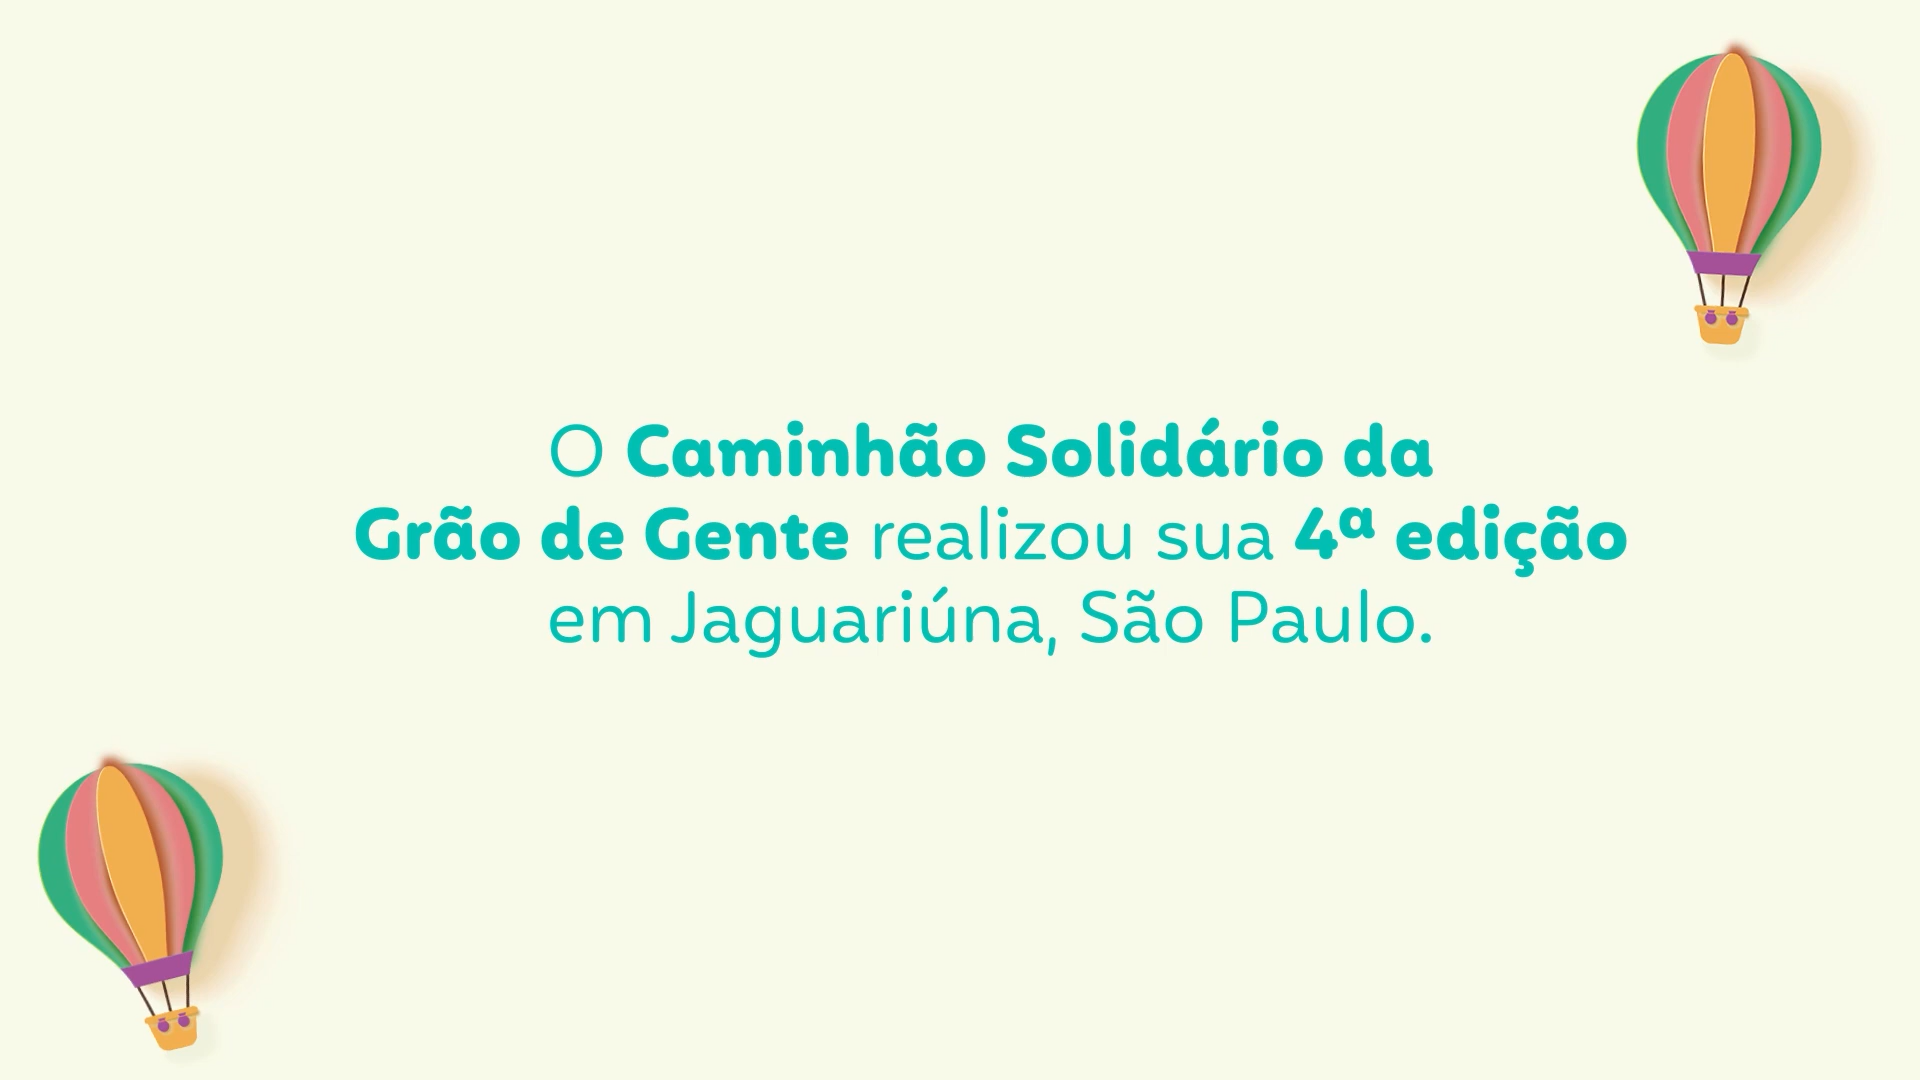 O Caminhão Solidário da
Grão de Gente realizou sua 4ª edição
em Jaguariúna, São Paulo.